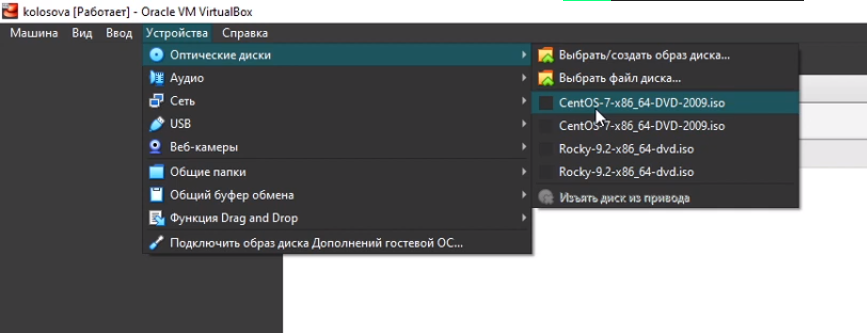 kolosova [Работает] - Oracle VM VirtualBox
Машина Вид Ввод Устройства Справка
Оптические диски
Аудио
Сеть
USB
Веб-камеры
Общие папки
Общий буфер обмена
Функция Drag and Drop
Подключить образ диска Дополнений гостевой ОС...
Выбрать/создать образ диска...
Выбрать файл диска...
CentOS-7-x86_64-DVD-2009.iso
CentOS-7-x86_64-DVD-2009.iso
Rocky-9.2-x86_64-dvd.iso
Rocky-9.2-x86_64-dvd.iso
Изъять диск из привода